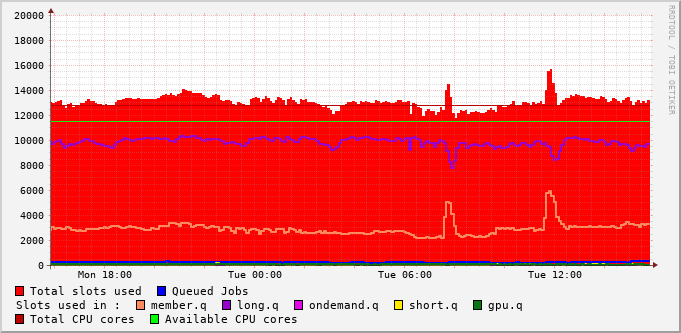 20000
18000
16000
14000
12000
10000
8000
6000
4000
2000
0
Mon 18:00 Tue 00:00 Tue 06:00 Tue 12:00
RRDTOOL / TOBI OETIKER
Total slots used Queued Jobs
Slots used in : member.q long.q ondemand.q short.q gpu.q
Total CPU cores Available CPU cores